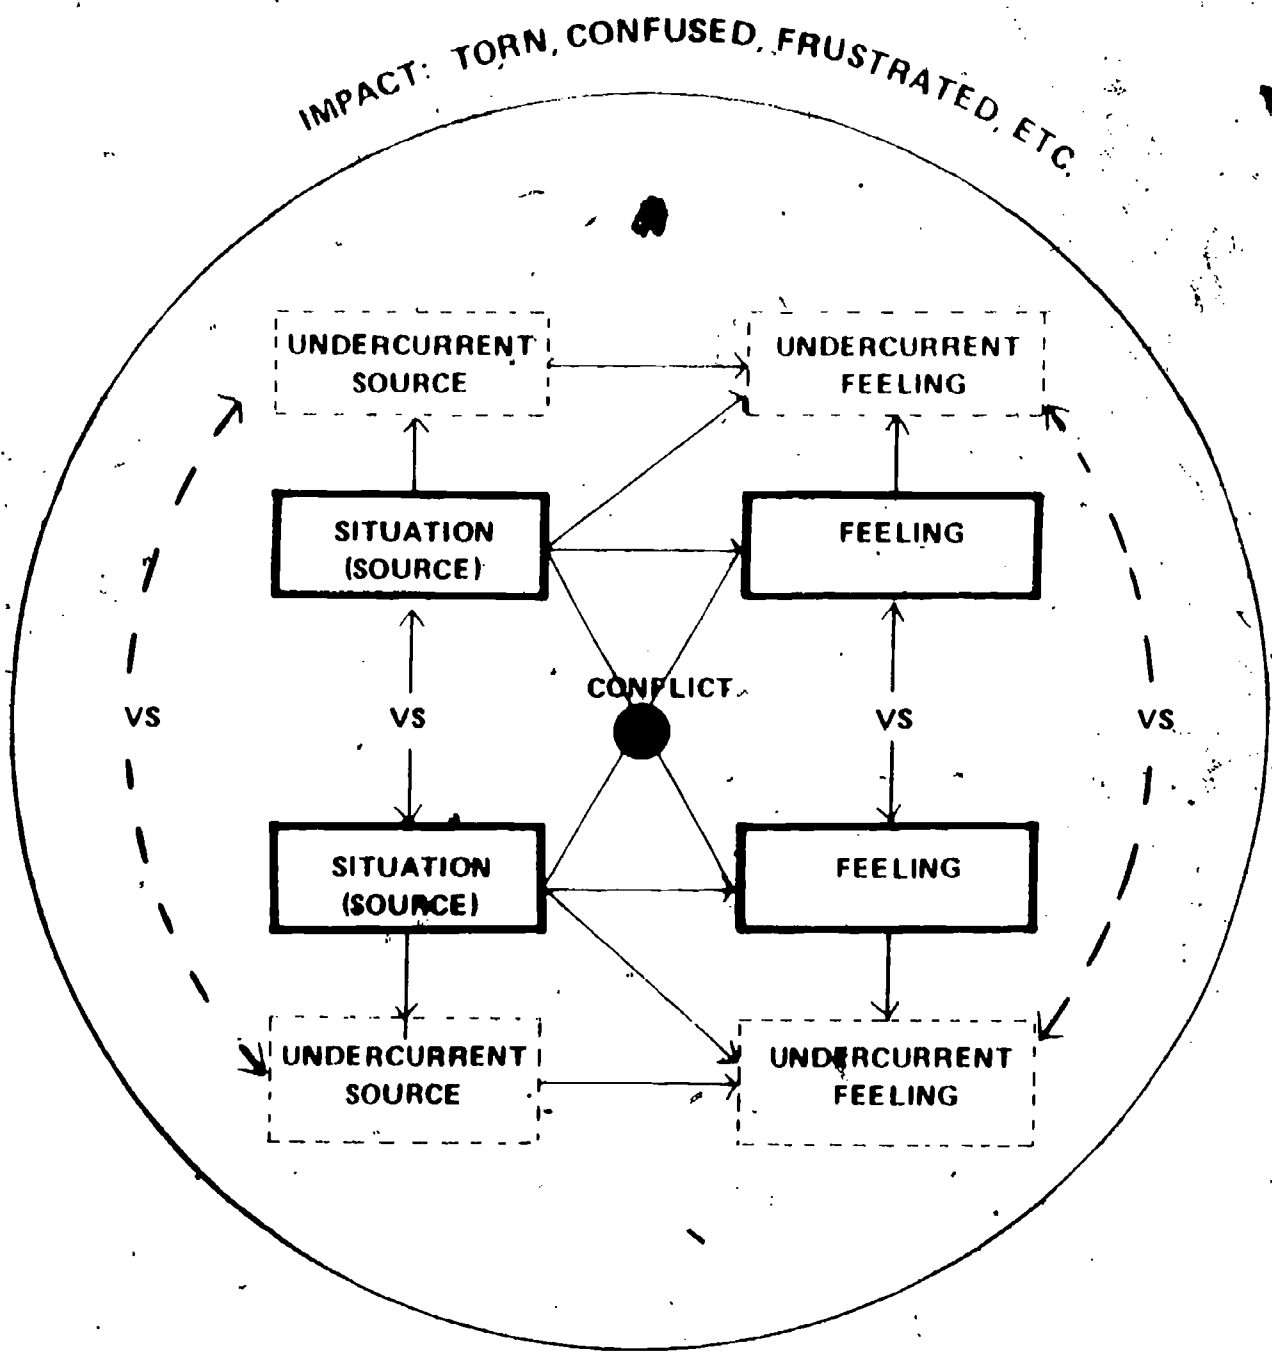 IMPACT: TORN, CONFUSED, FRUSTRATED, ETC.
UNDERCURRENT
SOURCE
UNDERCURRENT
FEELING
SITUATION
(SOURCE)
FEELING
CONFLICT
VS
VS
VS
VS
SITUATION
(SOURCE)
FEELING
UNDERCURRENT
SOURCE
UNDERCURRENT
FEELING